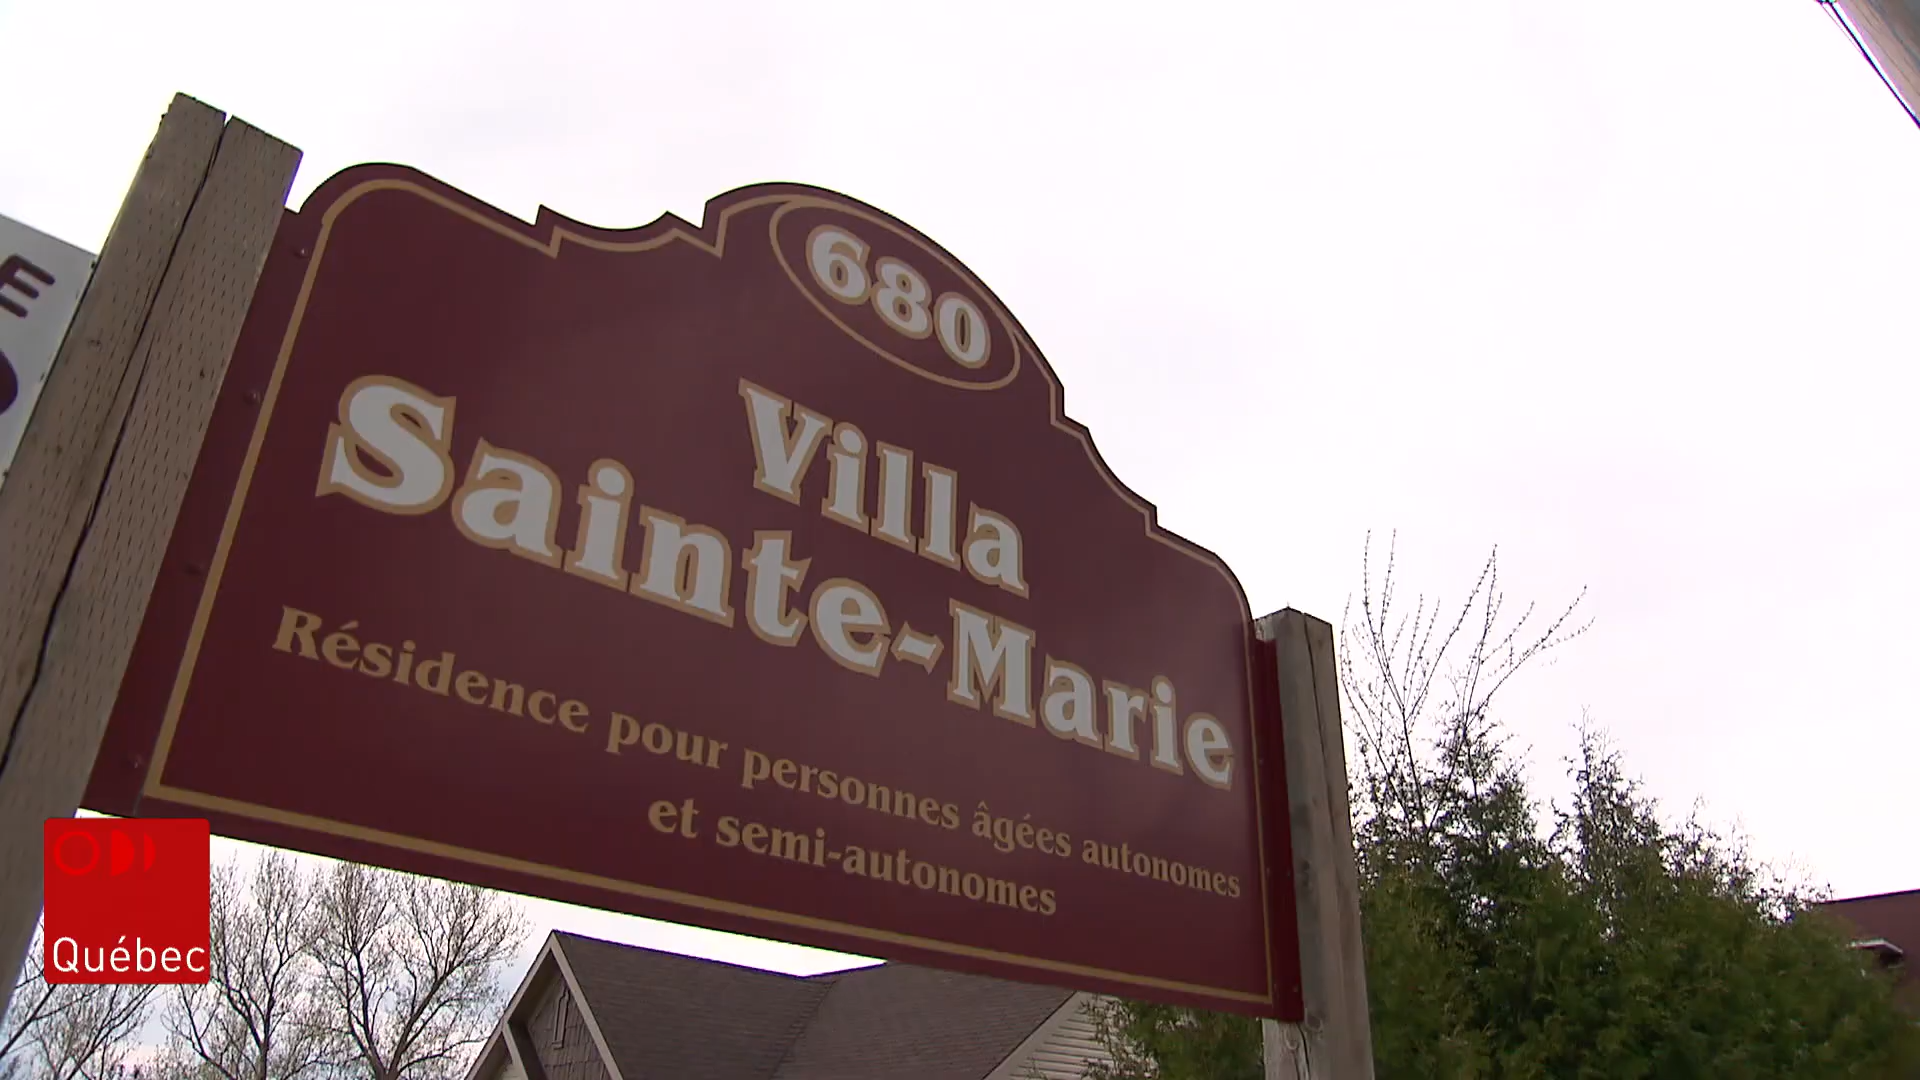 E
680
Villa
Sainte-Marie
Résidence pour personnes âgées autonomes
et semi-autonomes
Québec